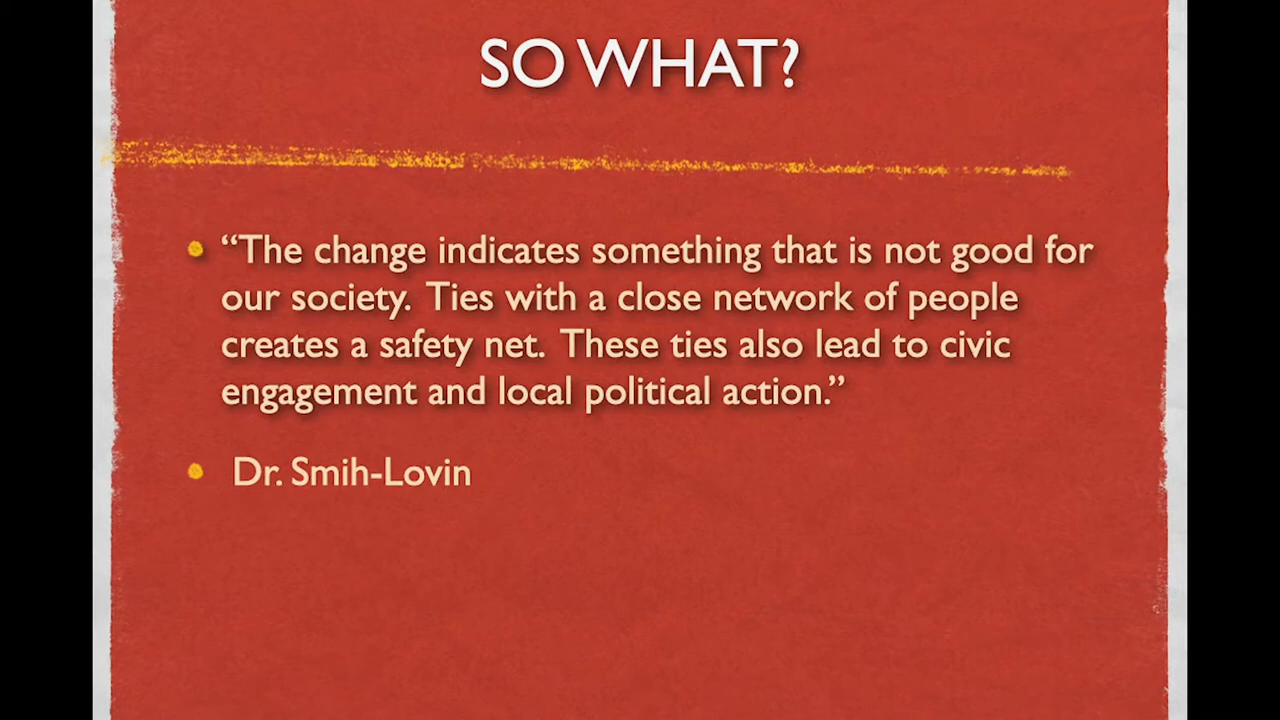 SO WHAT?
“The change indicates something that is not good for
our society. Ties with a close network of people
creates a safety net. These ties also lead to civic
engagement and local political action.”
Dr. Smih-Lovin